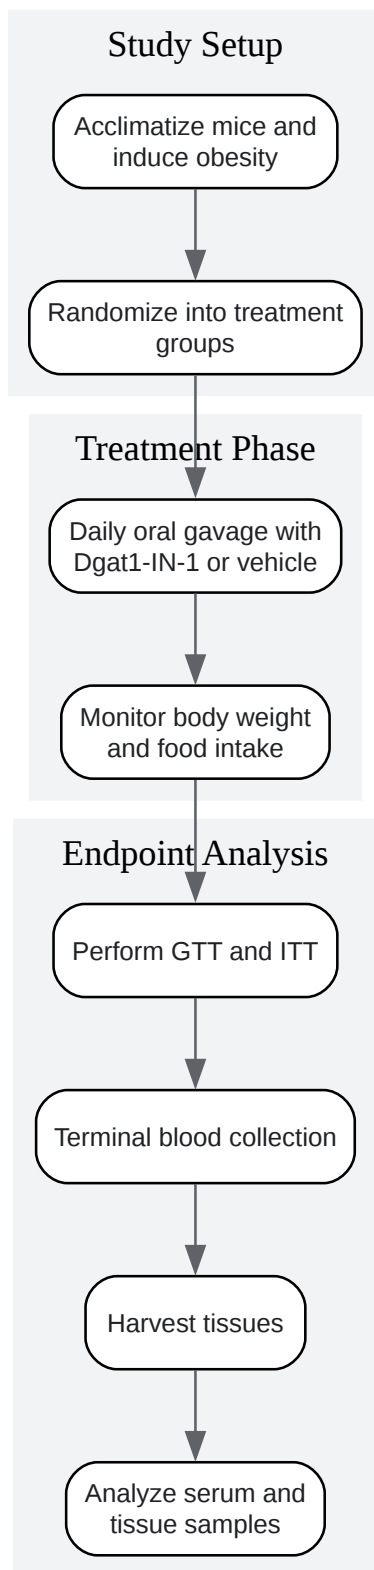 Study Setup
Acclimatize mice and
induce obesity
Randomize into treatment
groups
Treatment Phase
Daily oral gavage with
Dgat1-IN-1 or vehicle
Monitor body weight
and food intake
Endpoint Analysis
Perform GTT and ITT
Terminal blood collection
Harvest tissues
Analyze serum and
tissue samples